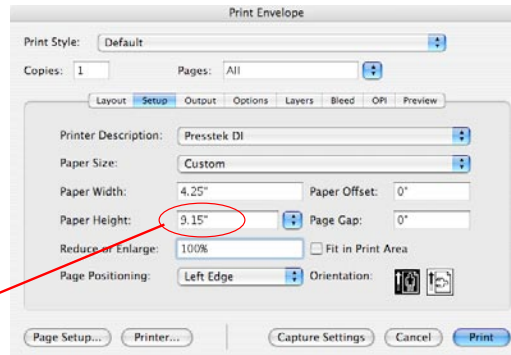 Print Envelope
Print Style: Default
Copies: 1 Pages: All
Layout Setup Output Options Layers Bleed OPI Preview
Printer Description: Presstek DI
Paper Size: Custom
Paper Width: 4.25" Paper Offset: 0"
Paper Height: 9.15" Page Gap: 0"
Reduce or Enlarge: 100% Fit in Print Area
Page Positioning: Left Edge Orientation:
Page Setup... Printer... Capture Settings Cancel Print